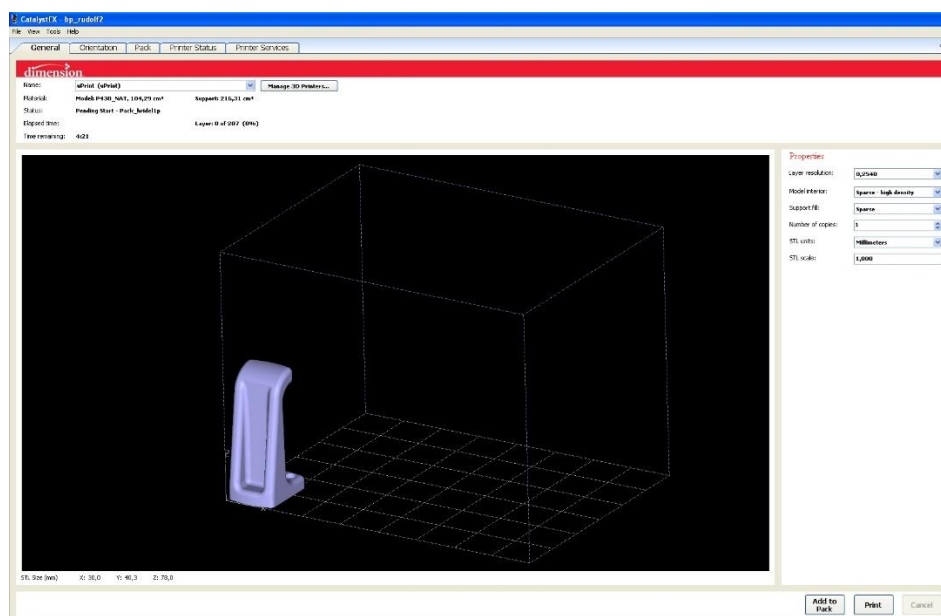 CatalystEX - bp_rudolf2
File View Tools Help
General Orientation Pack Printer Status Printer Services
dimension
Name: uPrint (uPrint) Manage 3D Printers...
Material: Model: P430_NAT, 104,29 cm³ Support: 216,31 cm³
Status: Pending Start - Pack_hridel1p
Elapsed time: Layer: 0 of 207 (0%)
Time remaining: 4:21
Properties
Layer resolution: 0,2540
Model interior: Sparse - high density
Support fill: Sparse
Number of copies: 1
STL units: Millimeters
STL scale: 1,000
Z
X
STL Size (mm) X: 30,0 Y: 40,3 Z: 78,0
Add to Pack Print Cancel